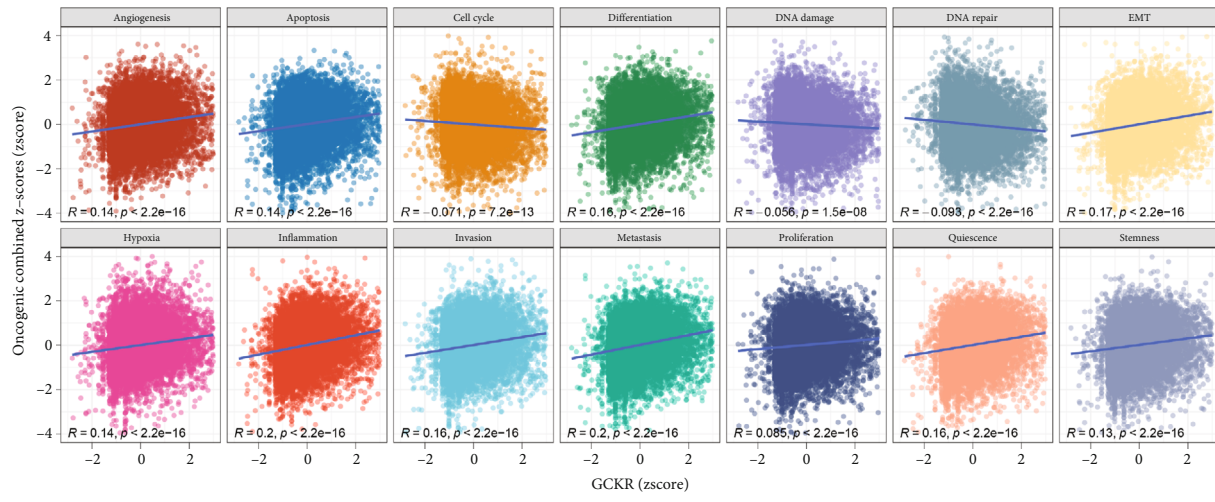 Angiogenesis Apoptosis Cell cycle Differentiation DNA damage DNA repair EMT
4
2
0
−2
−4
R = 0.14, p < 2.2e−16 R = 0.14, p < 2.2e−16 R = −0.071, p = 7.2e−13 R = 0.16, p < 2.2e−16 R = −0.056, p = 1.5e−08 R = −0.093, p < 2.2e−16 R = 0.17, p < 2.2e−16
Oncogenic combined z-scores (zscore)
Hypoxia Inflammation Invasion Metastasis Proliferation Quiescence Stemness
4
2
0
−2
−4
R = 0.14, p < 2.2e−16 R = 0.2, p < 2.2e−16 R = 0.16, p < 2.2e−16 R = 0.2, p < 2.2e−16 R = 0.085, p < 2.2e−16 R = 0.16, p < 2.2e−16 R = 0.13, p < 2.2e−16
−2 0 2 −2 0 2 −2 0 2 −2 0 2 −2 0 2 −2 0 2 −2 0 2
GCKR (zscore)